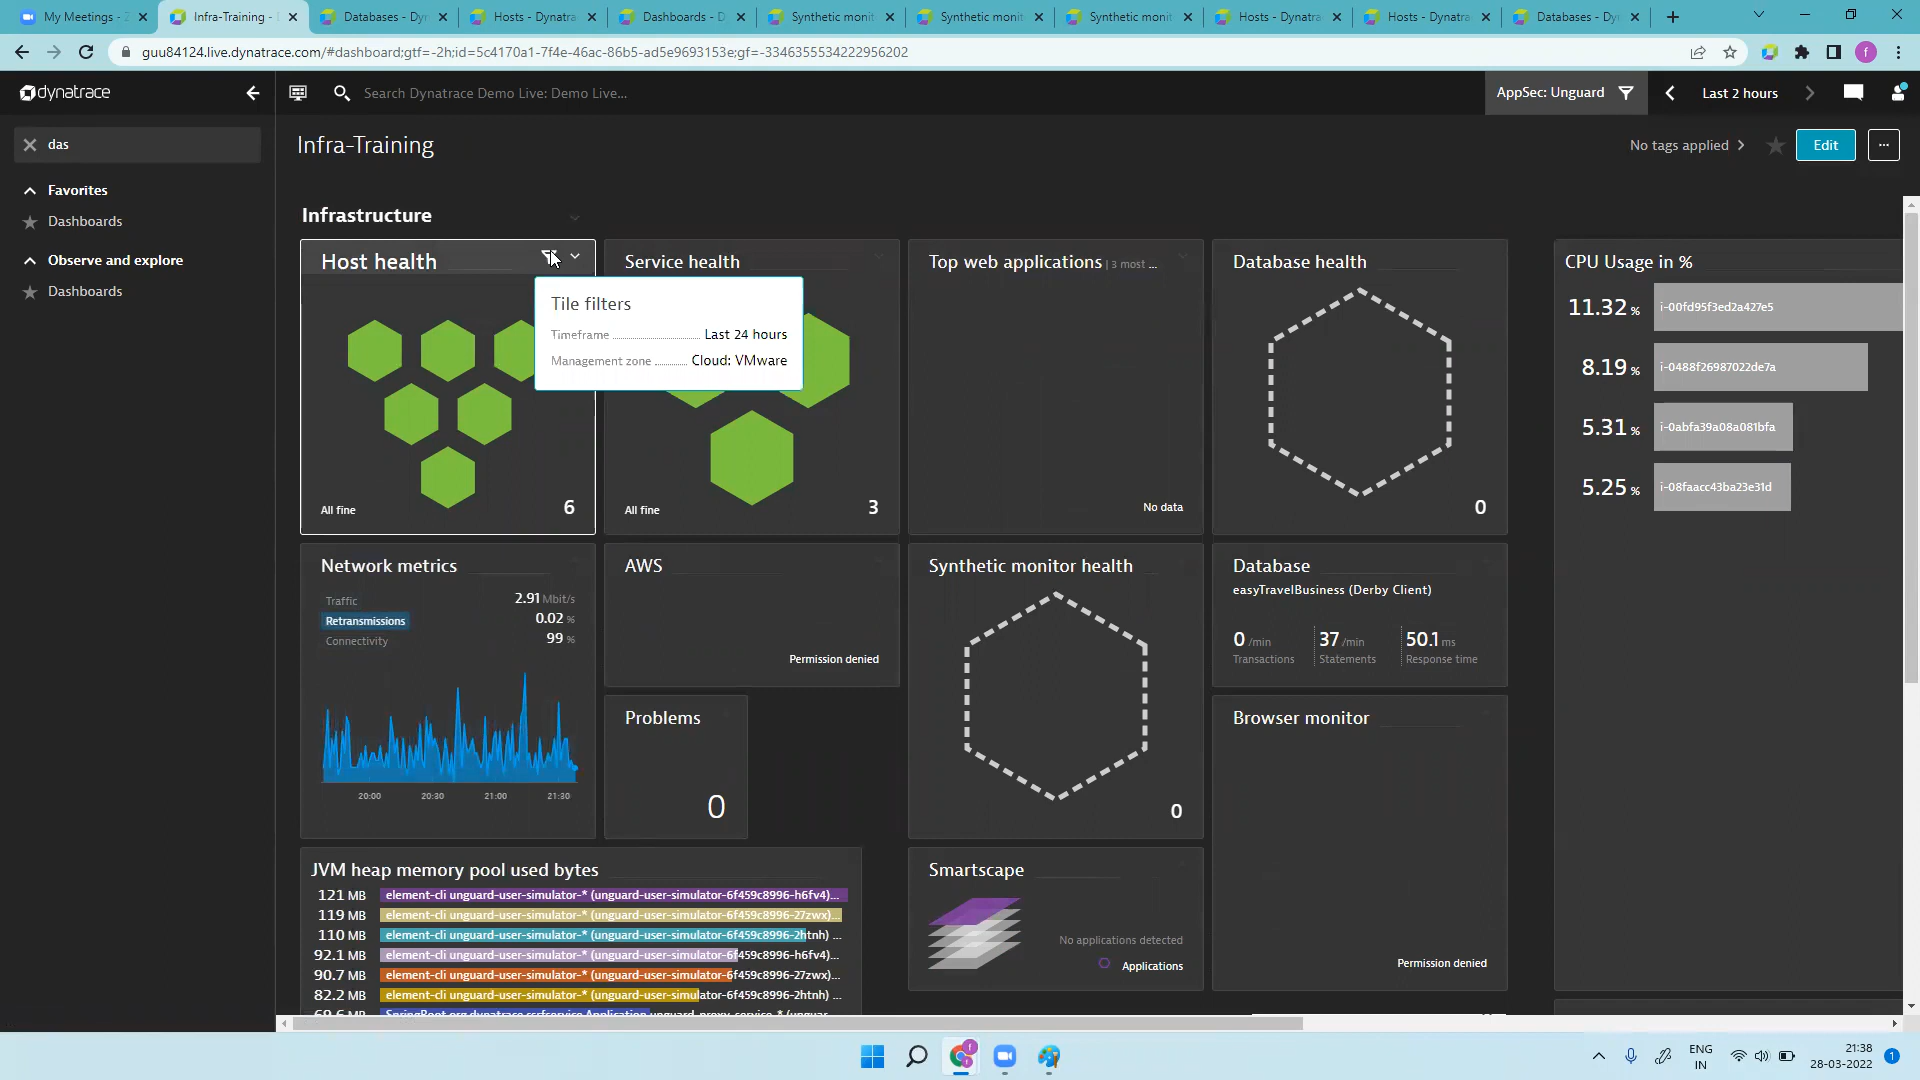 My Meetings - Z
Infra-Training -
Databases - Dy
Hosts - Dynatra
Dashboards - D
Synthetic monit
Synthetic monit
Synthetic monit
Hosts - Dynatra
Hosts - Dynatra
Databases - Dy
guu84124.live.dynatrace.com/#dashboard;gtf=-2h;id=5c4170a1-7f4e-46ac-86b5-ad5e9693153e;gf=-3346355534222956202
f
dynatrace
Search Dynatrace Demo Live: Demo Live...
AppSec: Unguard
Last 2 hours
das
Infra-Training
No tags applied
Edit
...
Favorites
Dashboards
Observe and explore
Dashboards
Infrastructure
Host health
Service health
Top web applications | 3 most ...
Database health
CPU Usage in %
Tile filters
Timeframe Last 24 hours
Management zone Cloud: VMware
11.32 % i-00fd95f3ed2a427e5
8.19 % i-0488f26987022de7a
5.31 % i-0abfa39a08a081bfa
5.25 % i-08faacc43ba23e31d
All fine 6
All fine 3
No data
0
Network metrics
Traffic 2.91 Mbit/s
Retransmissions 0.02 %
Connectivity 99 %
20:00 20:30 21:00 21:30
AWS
Permission denied
Synthetic monitor health
0
Database
easyTravelBusiness (Derby Client)
0 /min 37 /min 50.1 ms
Transactions Statements Response time
Problems
0
Browser monitor
Permission denied
JVM heap memory pool used bytes
121 MB element-cli unguard-user-simulator-* (unguard-user-simulator-6f459c8996-h6fv4)...
119 MB element-cli unguard-user-simulator-* (unguard-user-simulator-6f459c8996-27zwx)...
110 MB element-cli unguard-user-simulator-* (unguard-user-simulator-6f459c8996-2htnh) ...
92.1 MB element-cli unguard-user-simulator-* (unguard-user-simulator-6f459c8996-h6fv4)...
90.7 MB element-cli unguard-user-simulator-* (unguard-user-simulator-6f459c8996-27zwx)...
82.2 MB element-cli unguard-user-simulator-* (unguard-user-simulator-6f459c8996-2htnh) ...
69.6 MB SpringBoot org.dynatrace.ssrfservice.Application unguard-proxy-service-* (unguar...
Smartscape
No applications detected
Applications
ENG
IN
21:38
28-03-2022
1